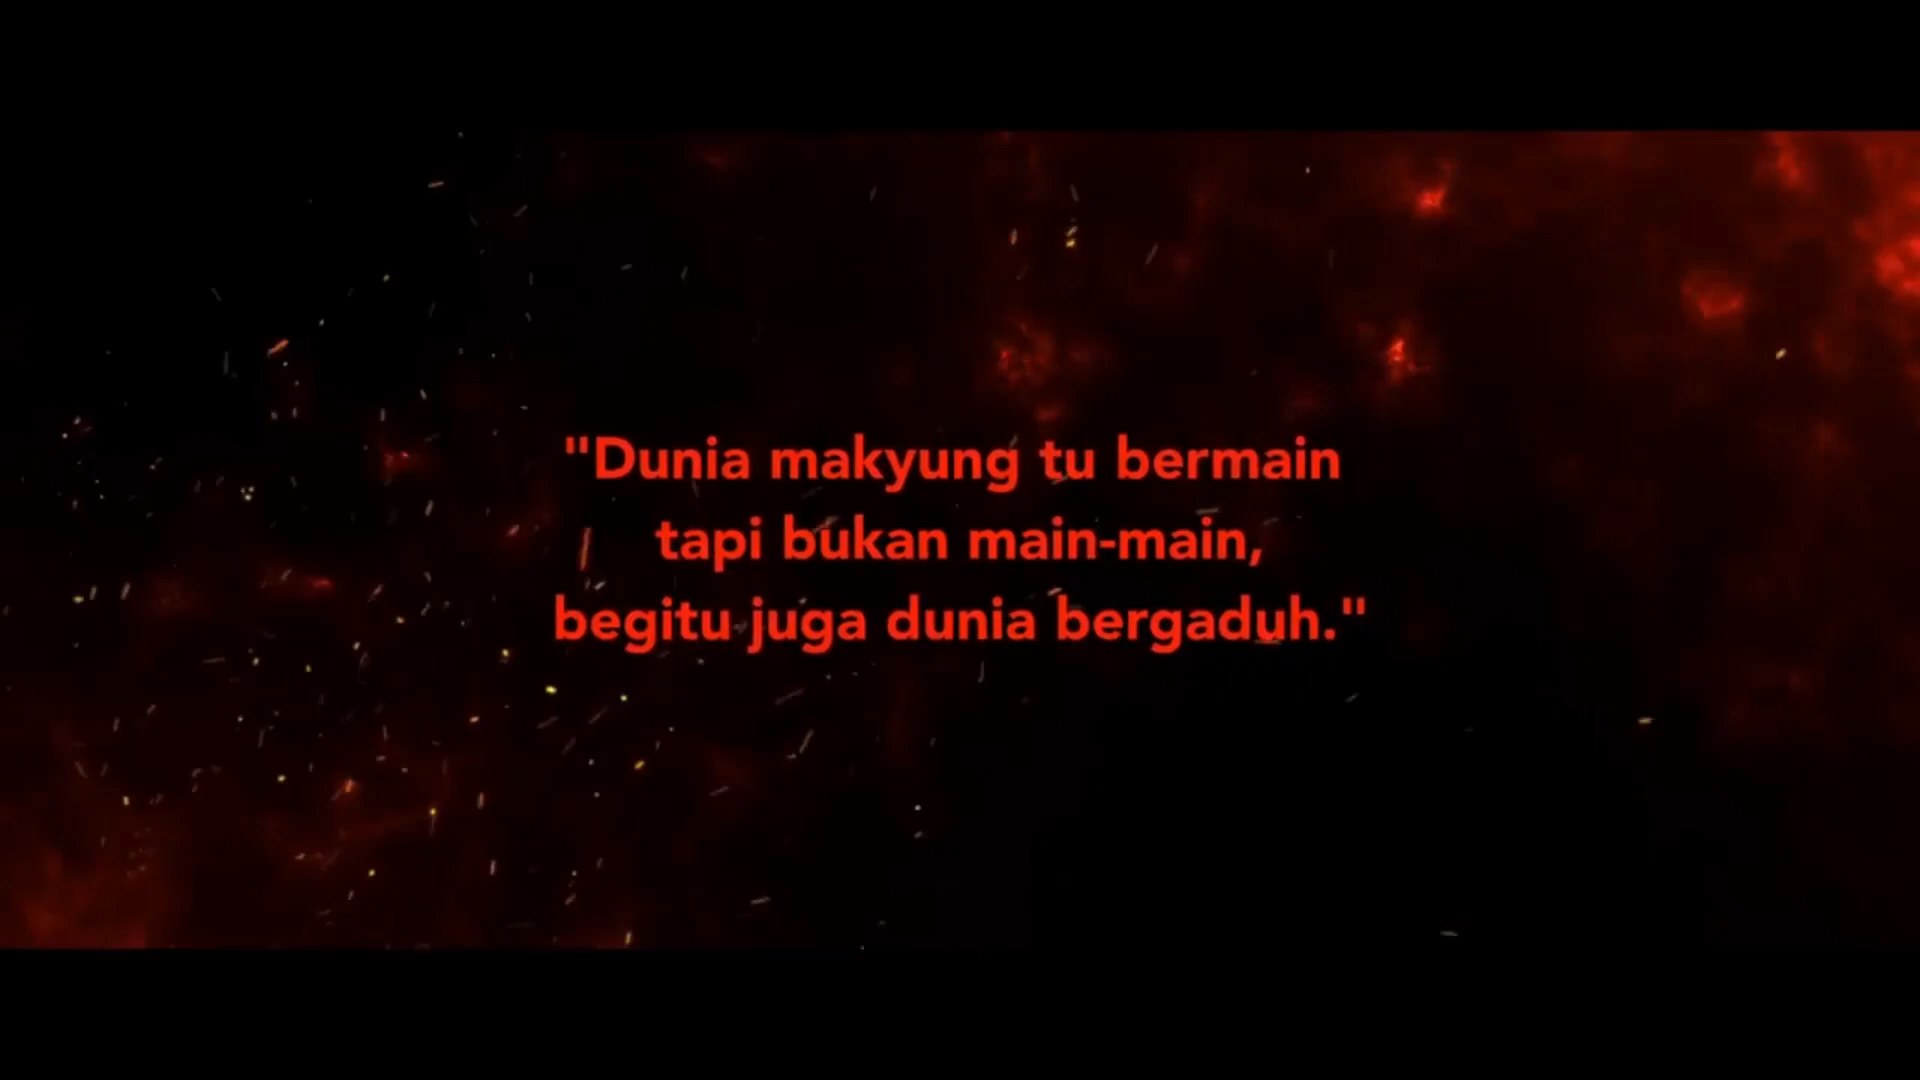 "Dunia makyung tu bermain
tapi bukan main-main,
begitu juga dunia bergaduh."